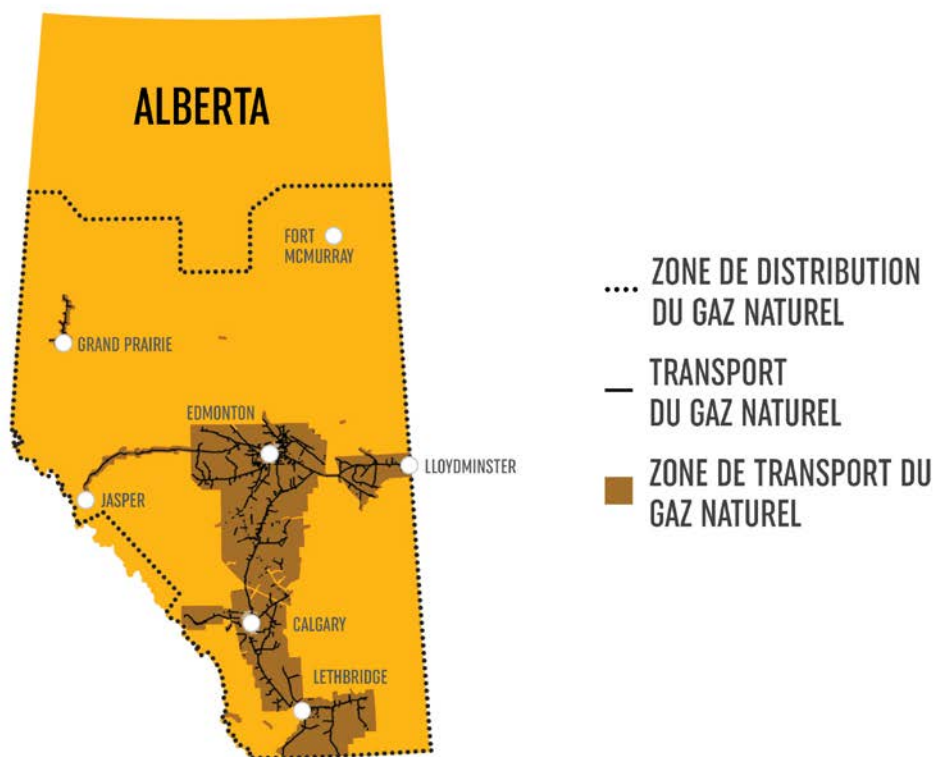 ALBERTA
FORT
MCMURRAY
GRAND PRAIRIE
EDMONTON
LLOYDMINSTER
JASPER
CALGARY
LETHBRIDGE
ZONE DE DISTRIBUTION
DU GAZ NATUREL
TRANSPORT
DU GAZ NATUREL
ZONE DE TRANSPORT DU
GAZ NATUREL